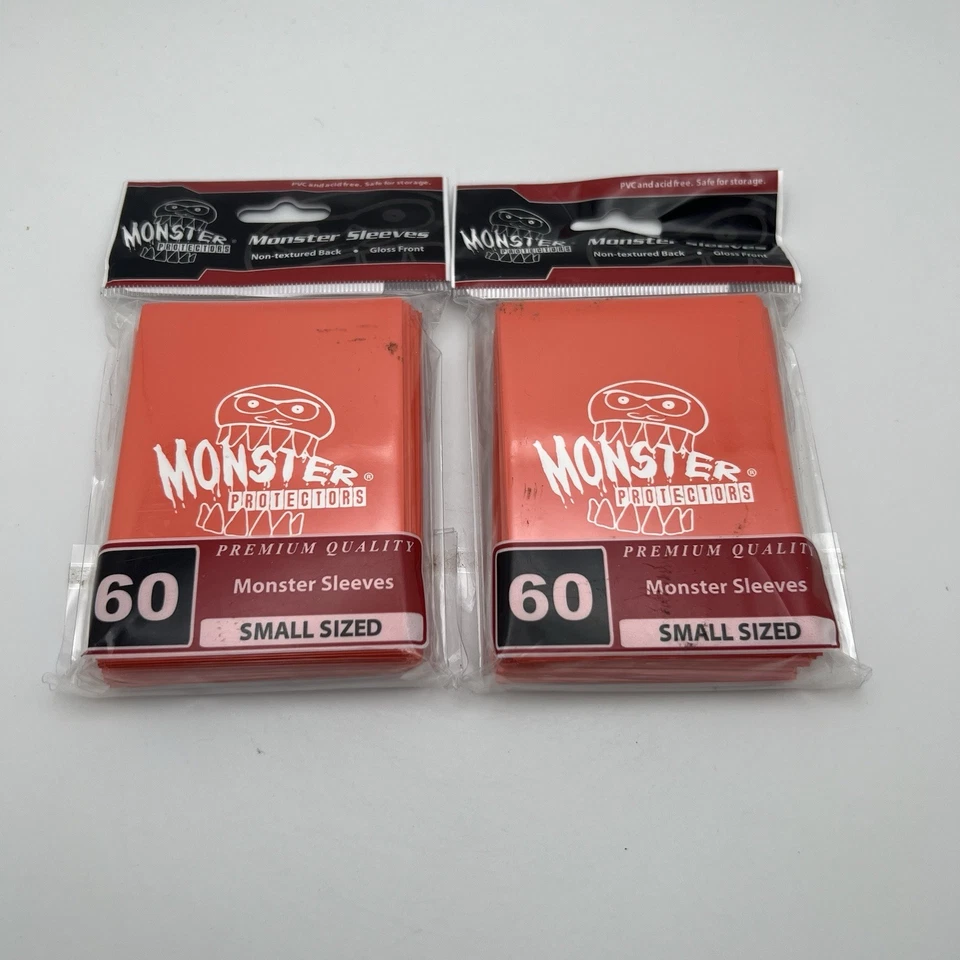 PVC and acid free. Safe for storage.
MONSTER
PROTECTORS
Monster Sleeves
Non-textured Back • Gloss Front
MONSTER®
PROTECTORS
PREMIUM QUALITY
60
Monster Sleeves
SMALL SIZED
PVC and acid free. Safe for storage.
MONSTER
PROTECTORS
Monster Sleeves
Non-textured Back • Gloss Front
MONSTER®
PROTECTORS
PREMIUM QUALITY
60
Monster Sleeves
SMALL SIZED